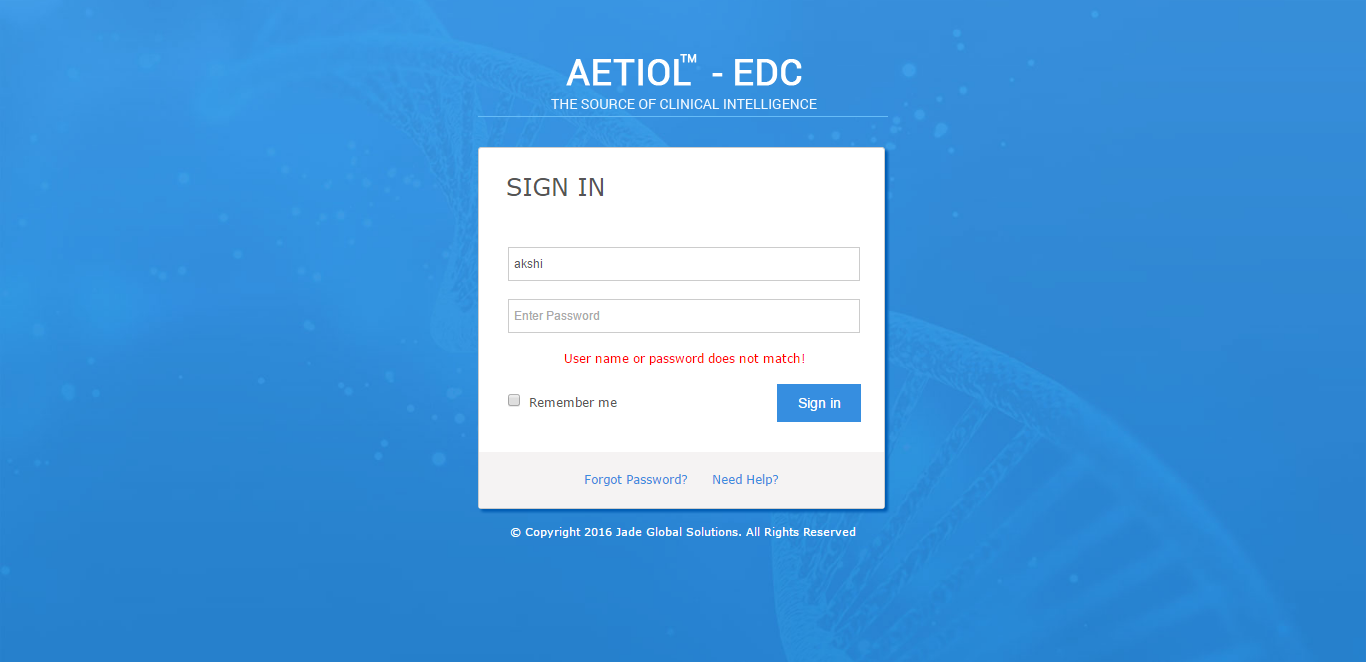 AETIOL™ - EDC
THE SOURCE OF CLINICAL INTELLIGENCE
SIGN IN
akshi
Enter Password
User name or password does not match!
Remember me
Sign in
Forgot Password? Need Help?
© Copyright 2016 Jade Global Solutions. All Rights Reserved